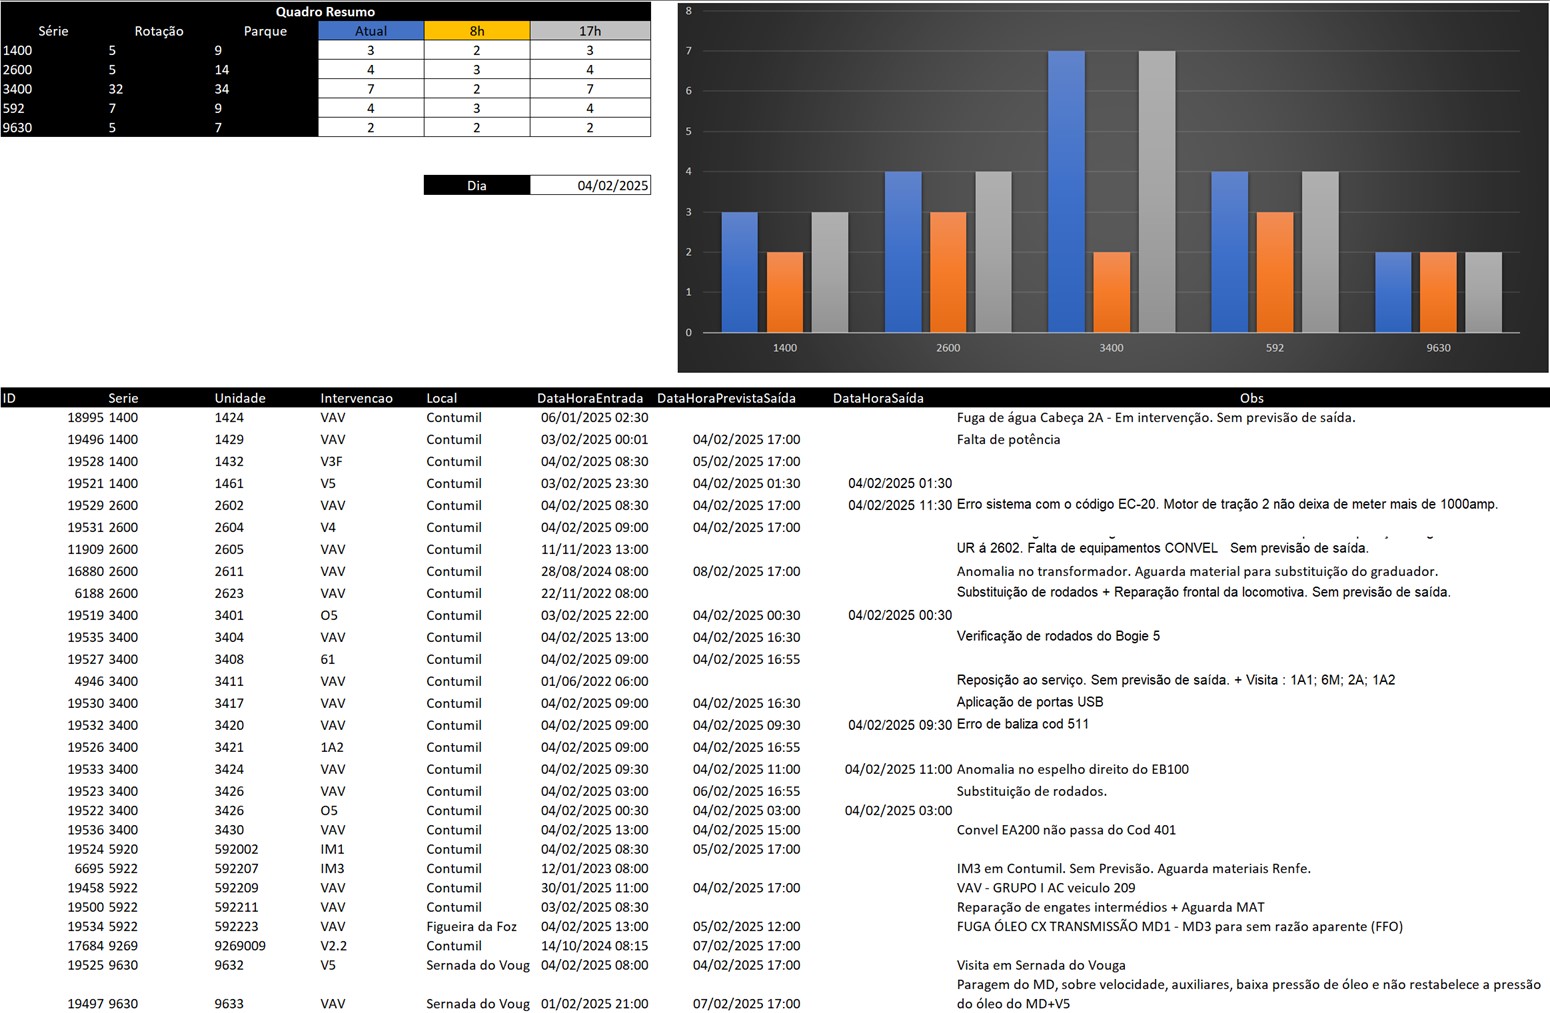 Quadro Resumo
Série Rotação Parque Atual 8h 17h
1400 5 9 3 2 3
2600 5 14 4 3 4
3400 32 34 7 2 7
592 7 9 4 3 4
9630 5 7 2 2 2
Dia 04/02/2025
8
7
6
5
4
3
2
1
0
1400 2600 3400 592 9630
ID Serie Unidade Intervencao Local DataHoraEntrada DataHoraPrevistaSaída DataHoraSaída Obs
18995 1400 1424 VAV Contumil 06/01/2025 02:30 Fuga de água Cabeça 2A - Em intervenção. Sem previsão de saída.
19496 1400 1429 VAV Contumil 03/02/2025 00:01 04/02/2025 17:00 Falta de potência
19528 1400 1432 V3F Contumil 04/02/2025 08:30 05/02/2025 17:00
19521 1400 1461 V5 Contumil 03/02/2025 23:30 04/02/2025 01:30 04/02/2025 01:30
19529 2600 2602 VAV Contumil 04/02/2025 08:30 04/02/2025 17:00 04/02/2025 11:30 Erro sistema com o código EC-20. Motor de tração 2 não deixa de meter mais de 1000amp.
19531 2600 2604 V4 Contumil 04/02/2025 09:00 04/02/2025 17:00
11909 2600 2605 VAV Contumil 11/11/2023 13:00 UR á 2602. Falta de equipamentos CONVEL Sem previsão de saída.
16880 2600 2611 VAV Contumil 28/08/2024 08:00 08/02/2025 17:00 Anomalia no transformador. Aguarda material para substituição do graduador.
6188 2600 2623 VAV Contumil 22/11/2022 08:00 Substituição de rodados + Reparação frontal da locomotiva. Sem previsão de saída.
19519 3400 3401 O5 Contumil 03/02/2025 22:00 04/02/2025 00:30 04/02/2025 00:30
19535 3400 3404 VAV Contumil 04/02/2025 13:00 04/02/2025 16:30 Verificação de rodados do Bogie 5
19527 3400 3408 61 Contumil 04/02/2025 09:00 04/02/2025 16:55
4946 3400 3411 VAV Contumil 01/06/2022 06:00 Reposição ao serviço. Sem previsão de saída. + Visita : 1A1; 6M; 2A; 1A2
19530 3400 3417 VAV Contumil 04/02/2025 09:00 04/02/2025 16:30 Aplicação de portas USB
19532 3400 3420 VAV Contumil 04/02/2025 09:00 04/02/2025 09:30 04/02/2025 09:30 Erro de baliza cod 511
19526 3400 3421 1A2 Contumil 04/02/2025 09:00 04/02/2025 16:55
19533 3400 3424 VAV Contumil 04/02/2025 09:30 04/02/2025 11:00 04/02/2025 11:00 Anomalia no espelho direito do EB100
19523 3400 3426 VAV Contumil 04/02/2025 03:00 06/02/2025 16:55 Substituição de rodados.
19522 3400 3426 O5 Contumil 04/02/2025 00:30 04/02/2025 03:00 04/02/2025 03:00
19536 3400 3430 VAV Contumil 04/02/2025 13:00 04/02/2025 15:00 Convel EA200 não passa do Cod 401
19524 5920 592002 IM1 Contumil 04/02/2025 08:30 05/02/2025 17:00
6695 5922 592207 IM3 Contumil 12/01/2023 08:00 IM3 em Contumil. Sem Previsão. Aguarda materiais Renfe.
19458 5922 592209 VAV Contumil 30/01/2025 11:00 04/02/2025 17:00 VAV - GRUPO I AC veiculo 209
19500 5922 592211 VAV Contumil 03/02/2025 08:30 Reparação de engates intermédios + Aguarda MAT
19534 5922 592223 VAV Figueira da Foz 04/02/2025 13:00 05/02/2025 12:00 FUGA ÓLEO CX TRANSMISSÃO MD1 - MD3 para sem razão aparente (FFO)
17684 9269 9269009 V2.2 Contumil 14/10/2024 08:15 07/02/2025 17:00
19525 9630 9632 V5 Sernada do Voug 04/02/2025 08:00 04/02/2025 17:00 Visita em Sernada do Vouga
Paragem do MD, sobre velocidade, auxiliares, baixa pressão de óleo e não restabelece a pressão
19497 9630 9633 VAV Sernada do Voug 01/02/2025 21:00 07/02/2025 17:00 do óleo do MD+V5